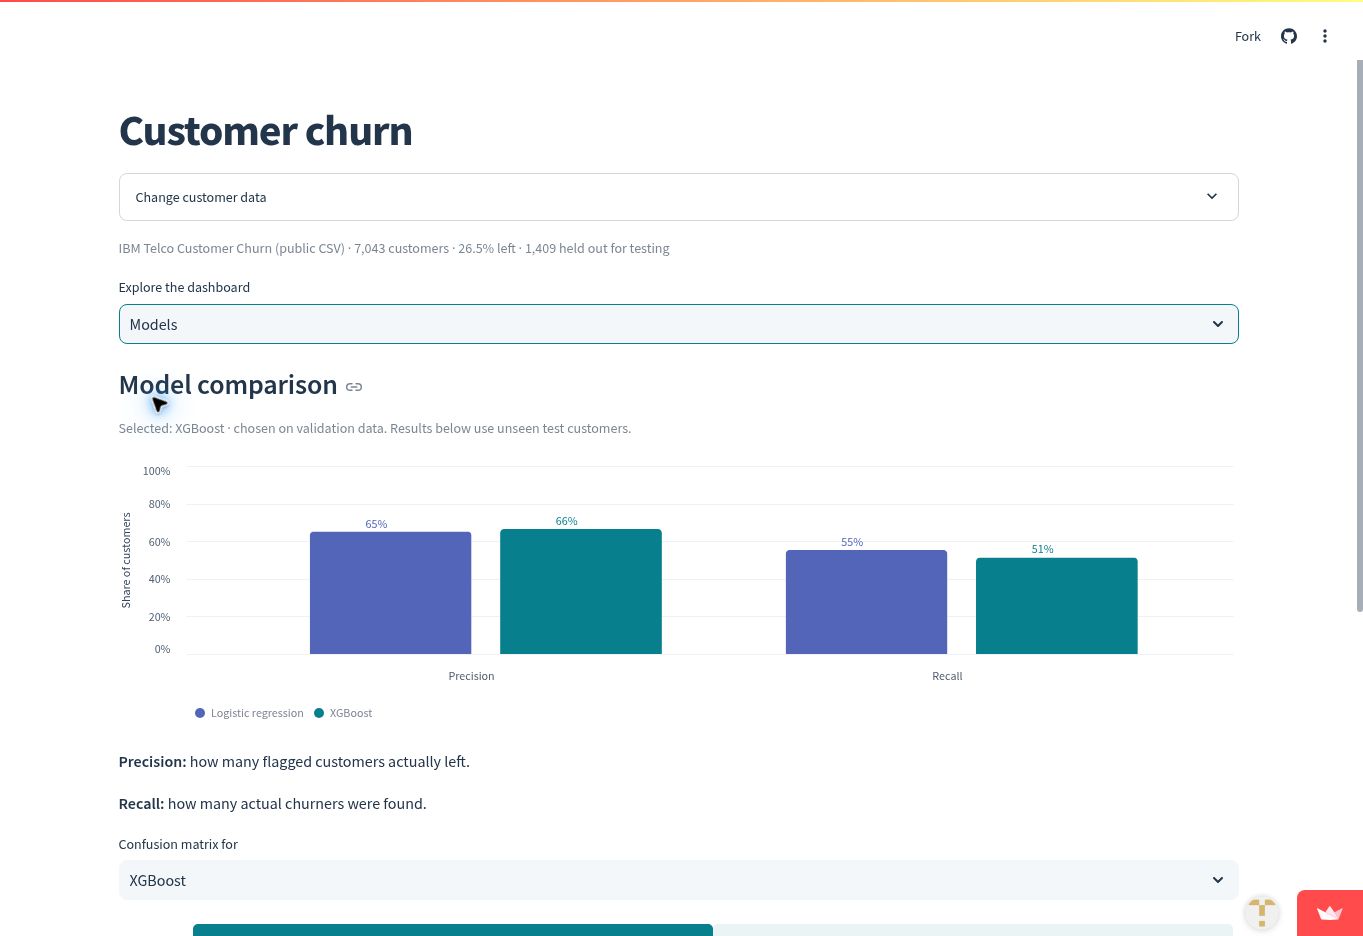 Fork
Customer churn
Change customer data
IBM Telco Customer Churn (public CSV) · 7,043 customers · 26.5% left · 1,409 held out for testing
Explore the dashboard
Models
Model comparison
Selected: XGBoost · chosen on validation data. Results below use unseen test customers.
Share of customers
100%
80%
60%
40%
20%
0%
65%
66%
55%
51%
Precision
Recall
Logistic regression
XGBoost
Precision: how many flagged customers actually left.
Recall: how many actual churners were found.
Confusion matrix for
XGBoost